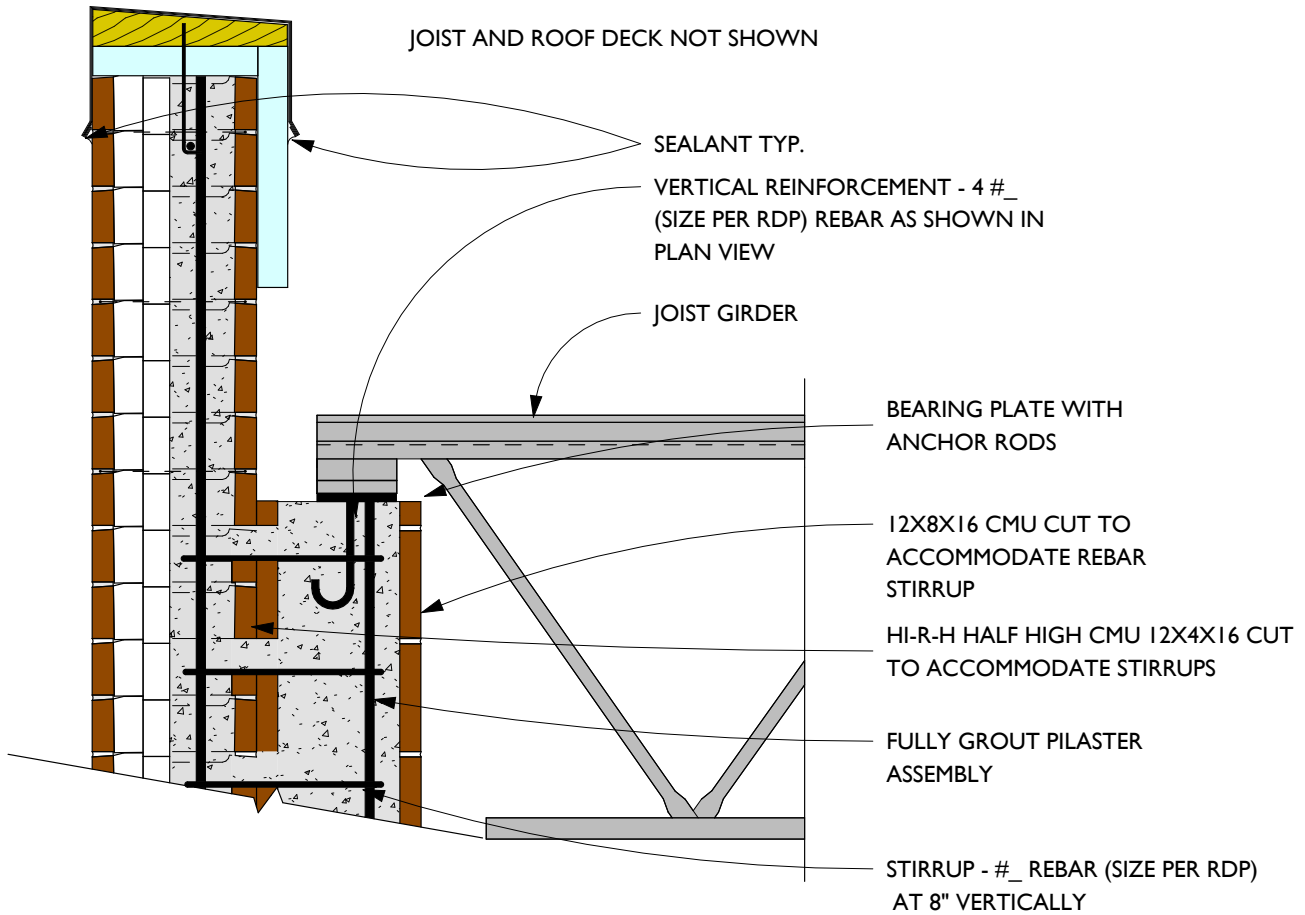 JOIST AND ROOF DECK NOT SHOWN
SEALANT TYP.
VERTICAL REINFORCEMENT - 4 #_
(SIZE PER RDP) REBAR AS SHOWN IN
PLAN VIEW
JOIST GIRDER
BEARING PLATE WITH
ANCHOR RODS
12X8X16 CMU CUT TO
ACCOMMODATE REBAR
STIRRUP
HI-R-H HALF HIGH CMU 12X4X16 CUT
TO ACCOMMODATE STIRRUPS
FULLY GROUT PILASTER
ASSEMBLY
STIRRUP - #_ REBAR (SIZE PER RDP)
AT 8" VERTICALLY